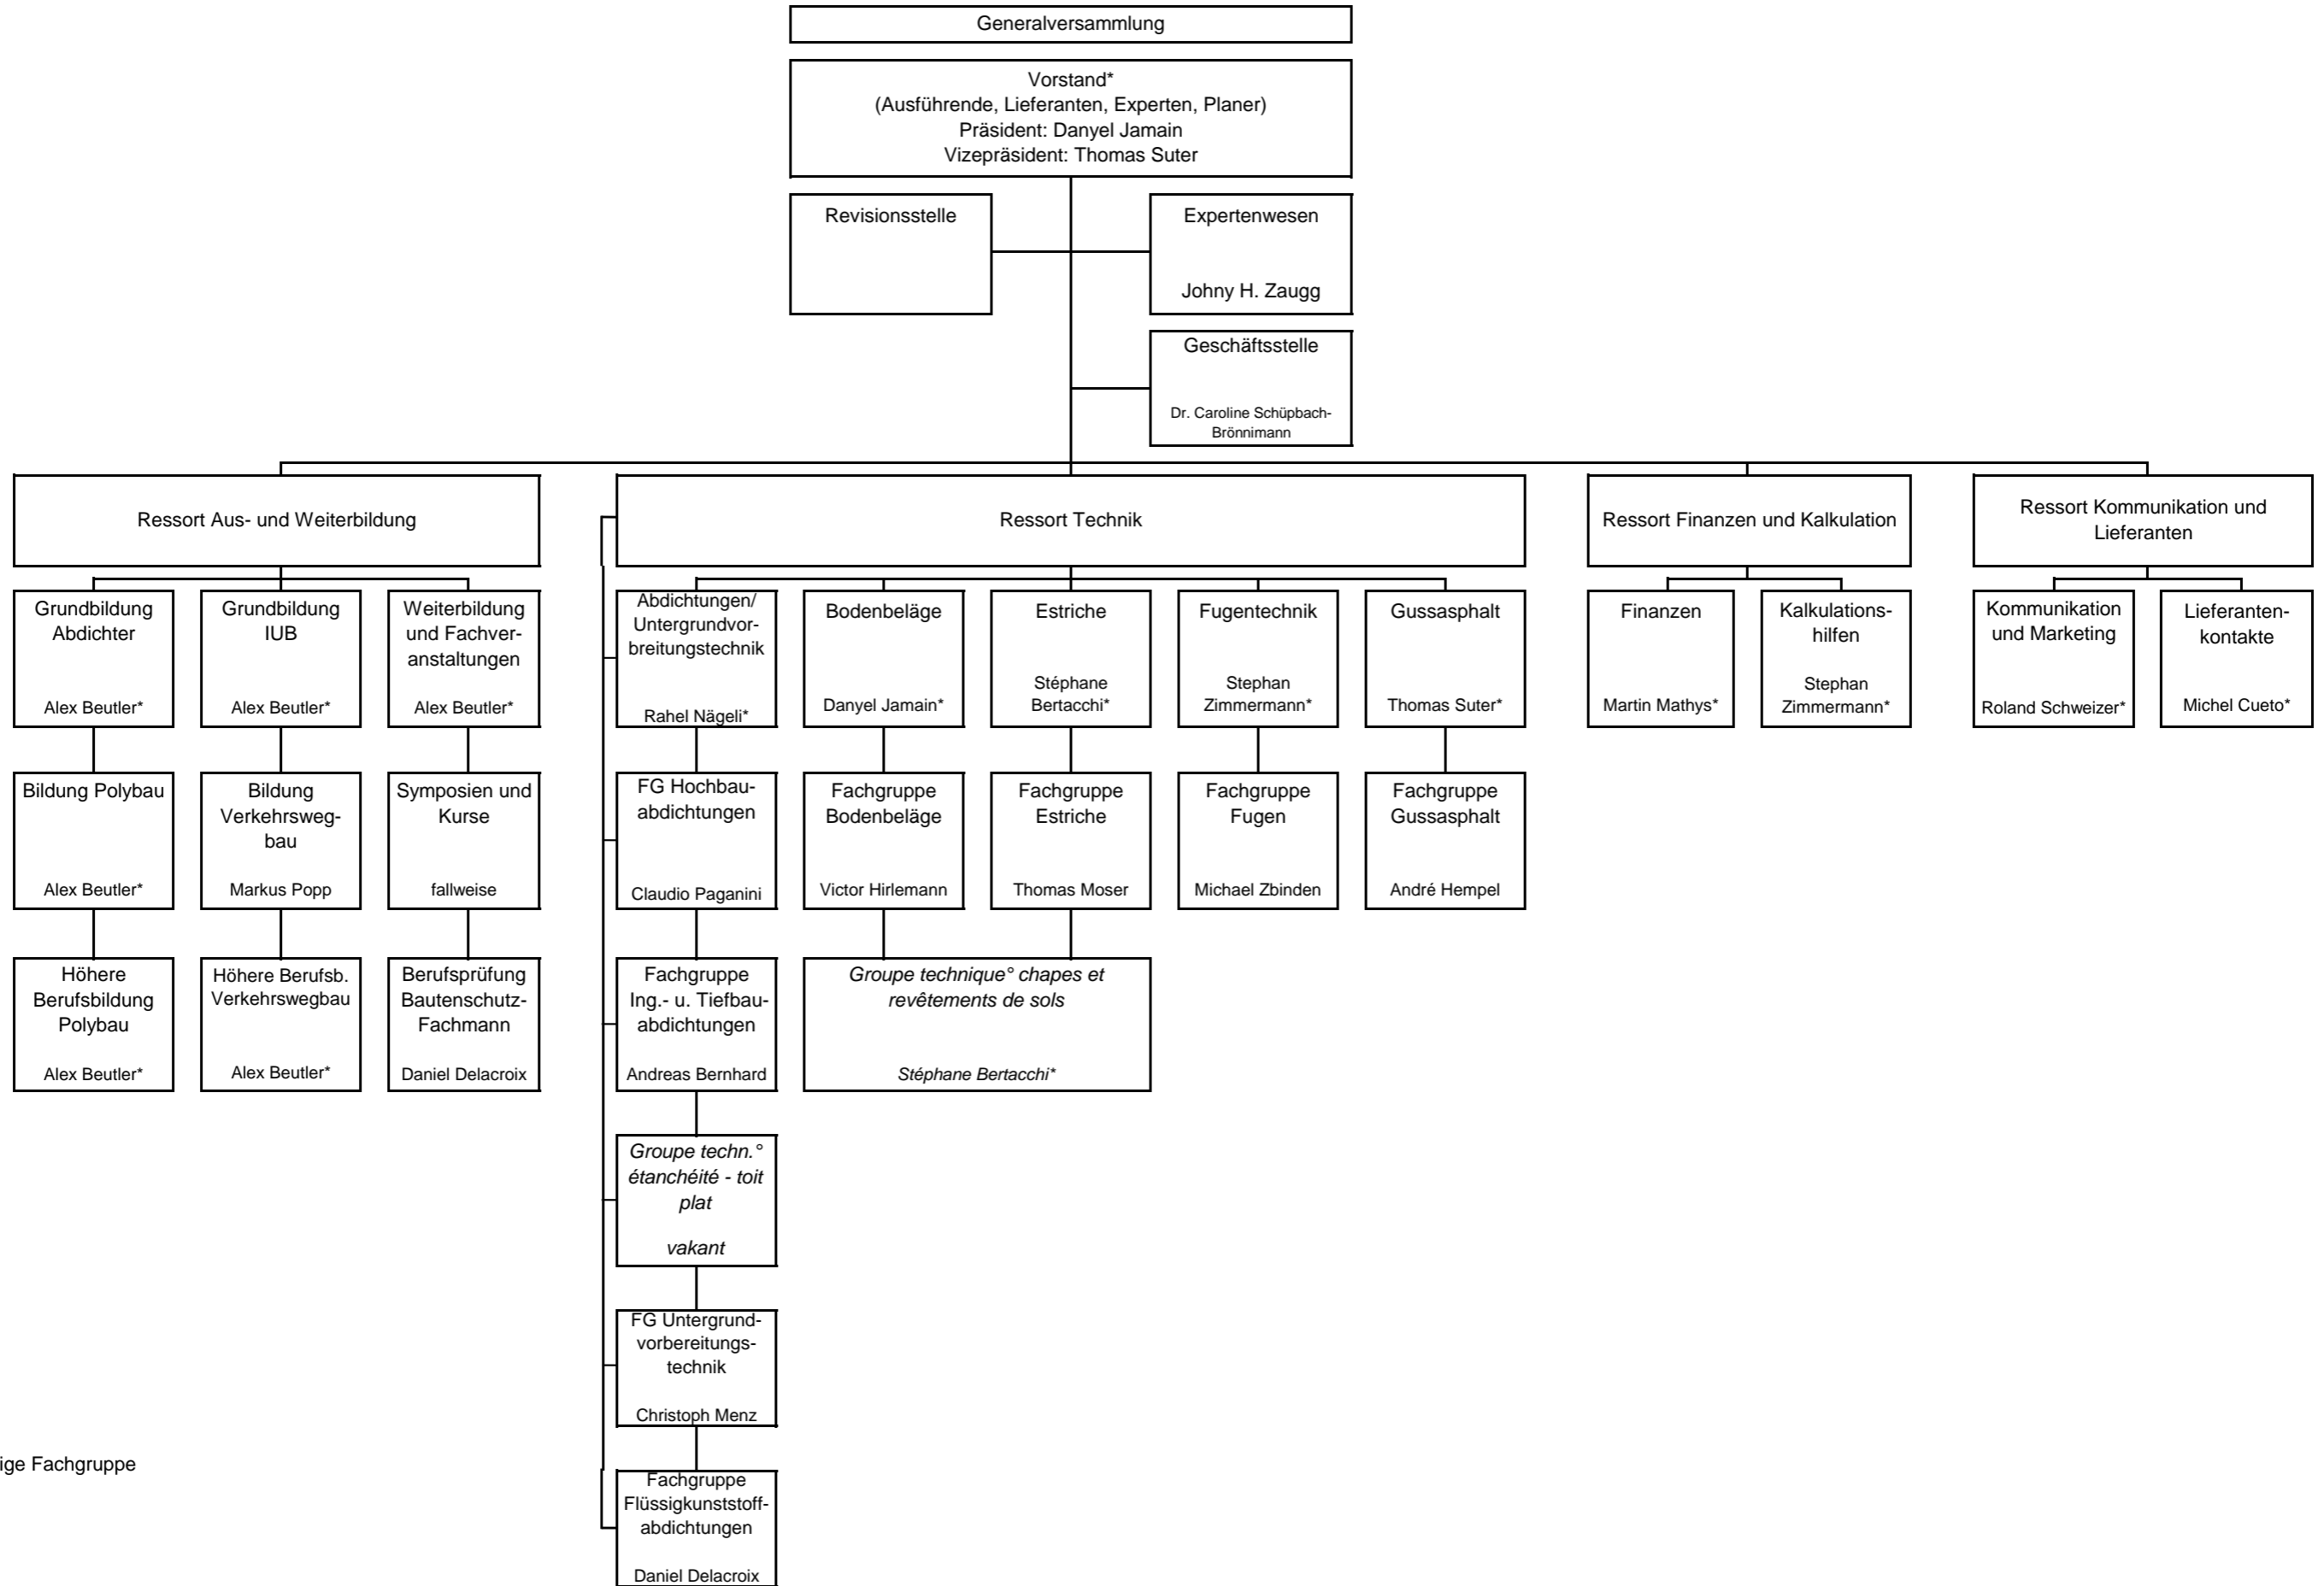 Generalversammlung
Vorstand*
(Ausführende, Lieferanten, Experten, Planer)
Präsident: Danyel Jamain
Vizepräsident: Thomas Suter
Revisionsstelle
Expertenwesen
Johny H. Zaugg
Geschäftsstelle
Dr. Caroline Schüpbach-
Brönnimann
Ressort Aus- und Weiterbildung
Ressort Technik
Ressort Finanzen und Kalkulation
Ressort Kommunikation und
Lieferanten
Grundbildung
Abdichter
Alex Beutler*
Grundbildung
IUB
Alex Beutler*
Weiterbildung
und Fachver-
anstaltungen
Alex Beutler*
Abdichtungen/
Untergrundvor-
breitungstechnik
Rahel Nägeli*
Bodenbeläge
Danyel Jamain*
Estriche
Stéphane
Bertacchi*
Fugentechnik
Stephan
Zimmermann*
Gussasphalt
Thomas Suter*
Finanzen
Martin Mathys*
Kalkulations-
hilfen
Stephan
Zimmermann*
Kommunikation
und Marketing
Roland Schweizer*
Lieferanten-
kontakte
Michel Cueto*
Bildung Polybau
Alex Beutler*
Bildung
Verkehrsweg-
bau
Markus Popp
Symposien und
Kurse
fallweise
FG Hochbau-
abdichtungen
Claudio Paganini
Fachgruppe
Bodenbeläge
Victor Hirlemann
Fachgruppe
Estriche
Thomas Moser
Fachgruppe
Fugen
Michael Zbinden
Fachgruppe
Gussasphalt
André Hempel
Höhere
Berufsbildung
Polybau
Alex Beutler*
Höhere Berufsb.
Verkehrswegbau
Alex Beutler*
Berufsprüfung
Bautenschutz-
Fachmann
Daniel Delacroix
Fachgruppe
Ing.- u. Tiefbau-
abdichtungen
Andreas Bernhard
Groupe technique° chapes et
revêtements de sols
Stéphane Bertacchi*
Groupe techn.°
étanchéité - toit
plat
vakant
FG Untergrund-
vorbereitungs-
technik
Christoph Menz
ige Fachgruppe
Fachgruppe
Flüssigkunststoff-
abdichtungen
Daniel Delacroix